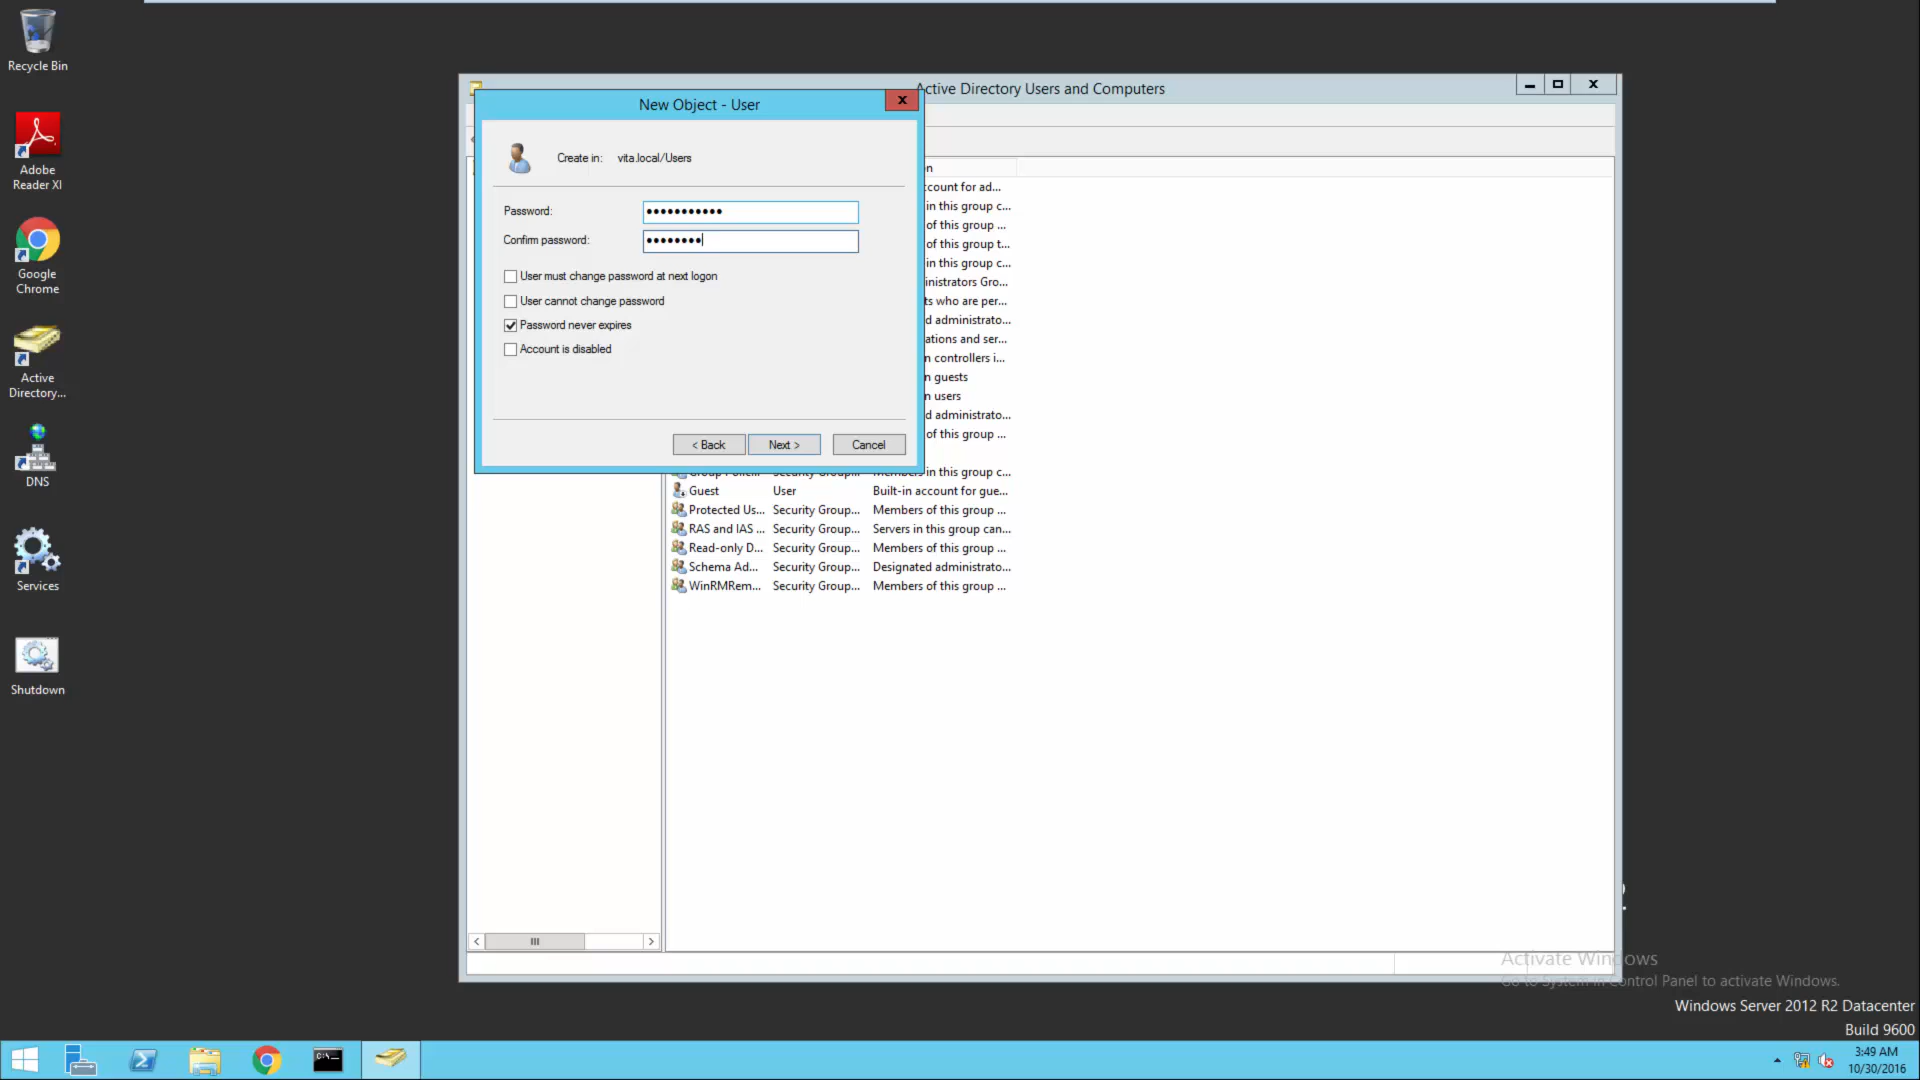 Recycle Bin
Adobe
Reader XI
Google
Chrome
Active
Directory...
DNS
Services
Shutdown
Active Directory Users and Computers
New Object - User
x
Create in: vita.local/Users
Password: •••••••••••
Confirm password: ••••••••
User must change password at next logon
User cannot change password
Password never expires
Account is disabled
< Back
Next >
Cancel
n
count for ad...
in this group c...
of this group ...
of this group t...
in this group c...
inistrators Gro...
ts who are per...
d administrato...
ations and ser...
n controllers i...
n guests
n users
d administrato...
of this group ...
in this group c...
Guest User Built-in account for gue...
Protected Us... Security Group... Members of this group ...
RAS and IAS ... Security Group... Servers in this group can...
Read-only D... Security Group... Members of this group ...
Schema Ad... Security Group... Designated administrato...
WinRMRem... Security Group... Members of this group ...
Activate Windows
Go to System in Control Panel to activate Windows.
Windows Server 2012 R2 Datacenter
Build 9600
3:49 AM
10/30/2016